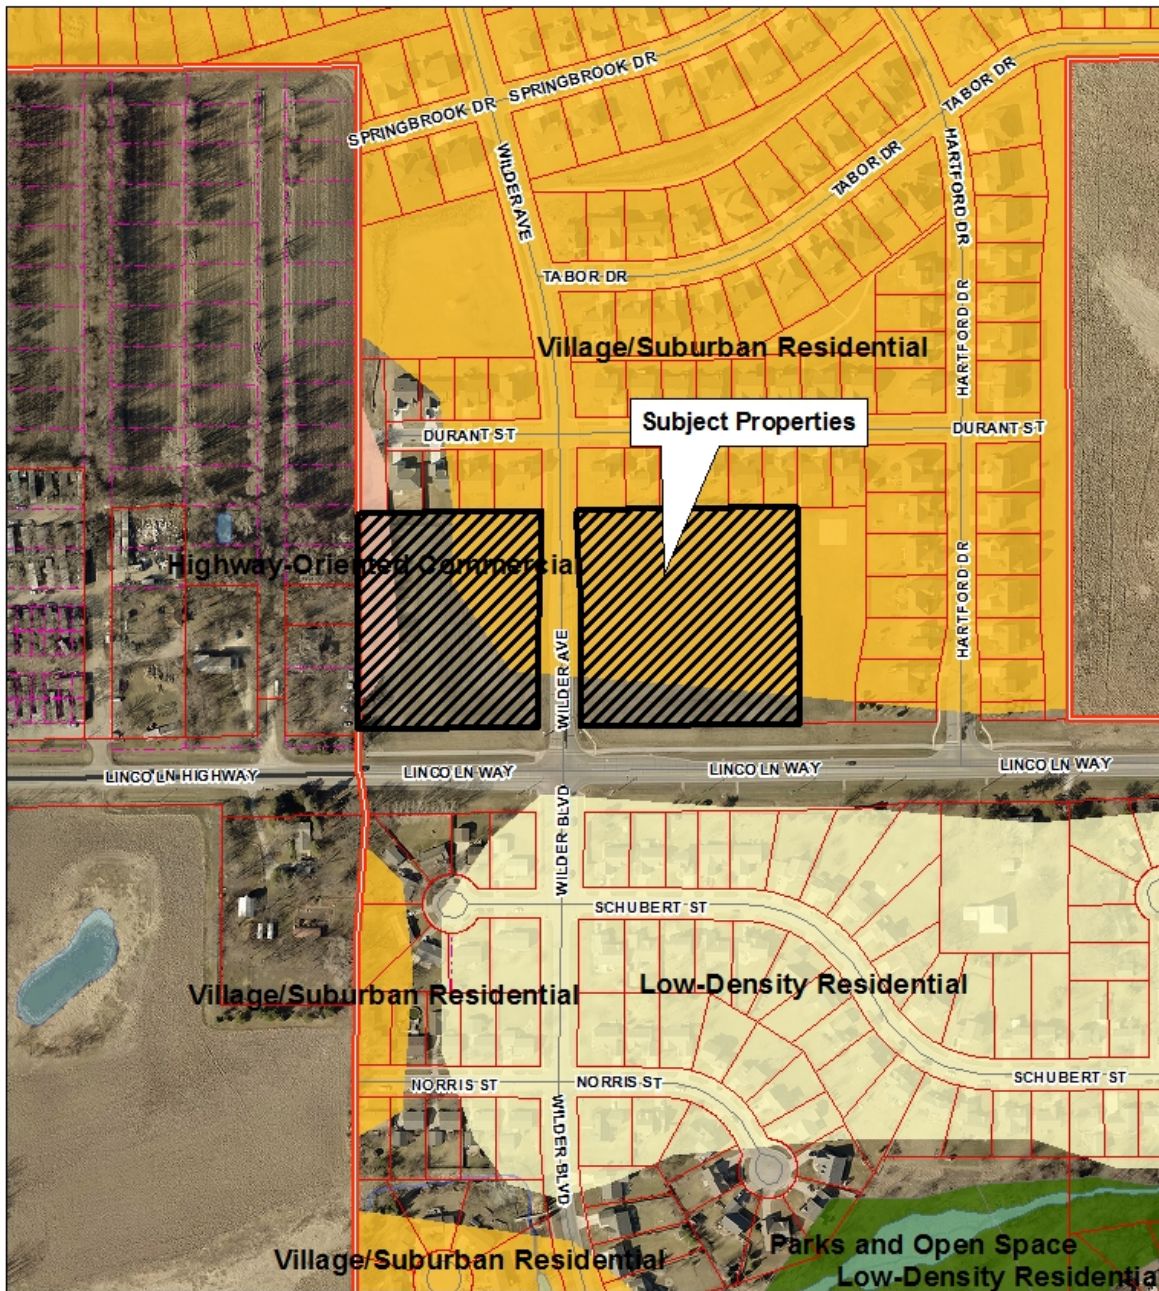 SPRINGBROOK DR
SPRINGBROOK DR
TABOR DR
WILDER AVE
HARTFORD DR
TABOR DR
TABOR DR
HARTFORD DR
Village/Suburban Residential
Subject Properties
DURANT ST
DURANT ST
Highway-Oriented Commercial
HARTFORD DR
WILDER AVE
LINCOLN HIGHWAY
LINCOLN WAY
LINCOLN WAY
LINCOLN WAY
WILDER BLVD
SCHUBERT ST
Village/Suburban Residential
Low-Density Residential
NORRIS ST
NORRIS ST
SCHUBERT ST
WILDER BLVD
Village/Suburban Residential
Parks and Open Space
Low-Density Residentia